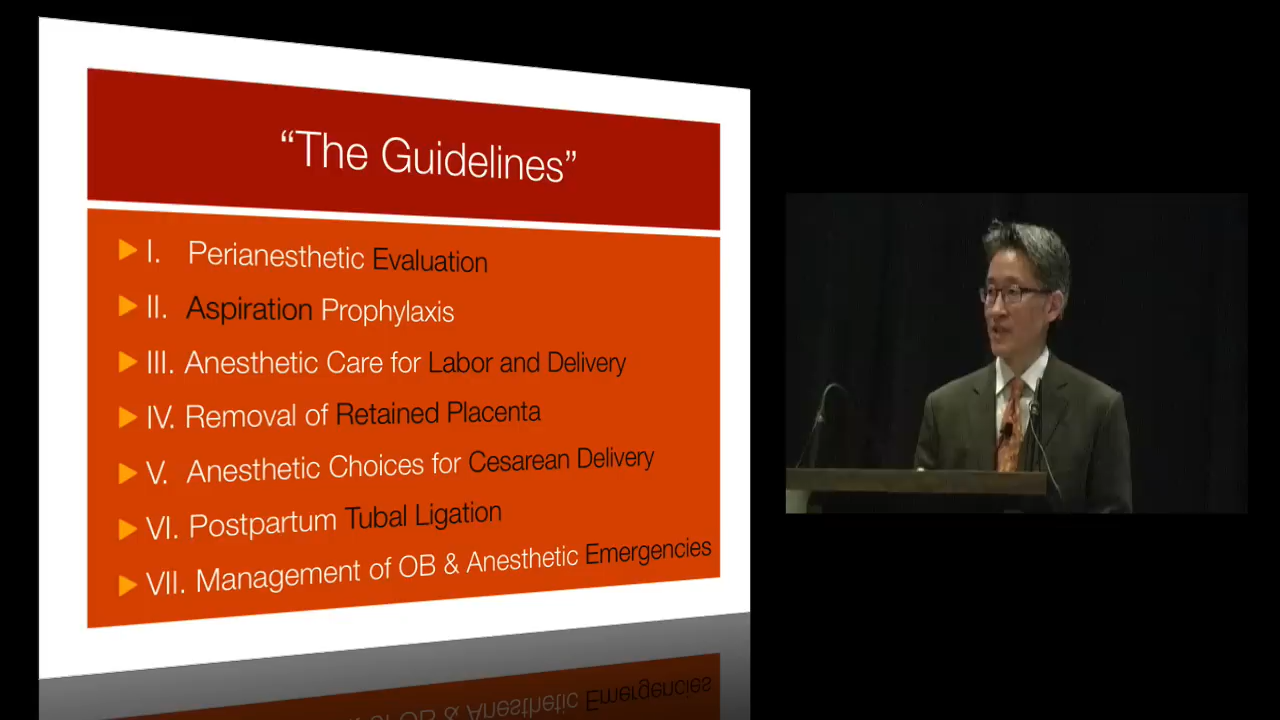 “The Guidelines”
I. Perianesthetic Evaluation
II. Aspiration Prophylaxis
III. Anesthetic Care for Labor and Delivery
IV. Removal of Retained Placenta
V. Anesthetic Choices for Cesarean Delivery
VI. Postpartum Tubal Ligation
VII. Management of OB & Anesthetic Emergencies